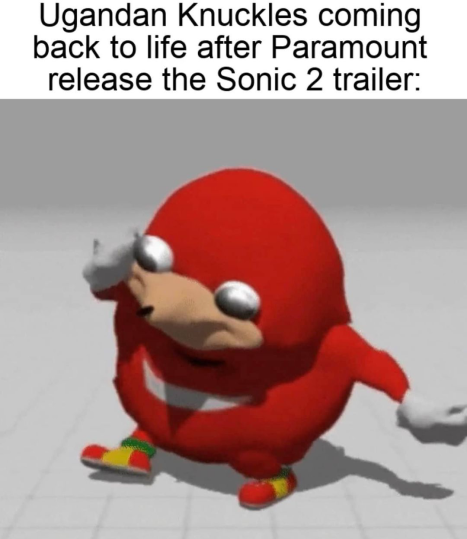 Ugandan Knuckles coming
back to life after Paramount
release the Sonic 2 trailer: